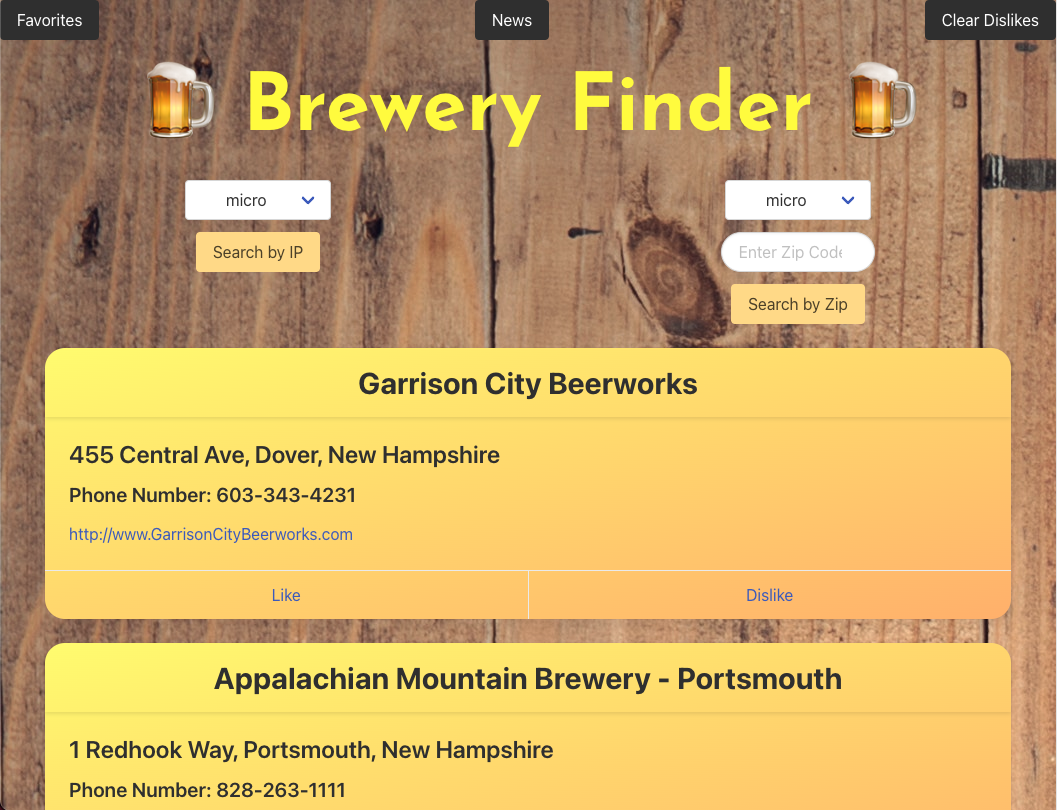 Favorites
News
Clear Dislikes
Brewery Finder
micro
micro
Search by IP
Enter Zip Code
Search by Zip
Garrison City Beerworks
455 Central Ave, Dover, New Hampshire
Phone Number: 603-343-4231
http://www.GarrisonCityBeerworks.com
Like
Dislike
Appalachian Mountain Brewery - Portsmouth
1 Redhook Way, Portsmouth, New Hampshire
Phone Number: 828-263-1111